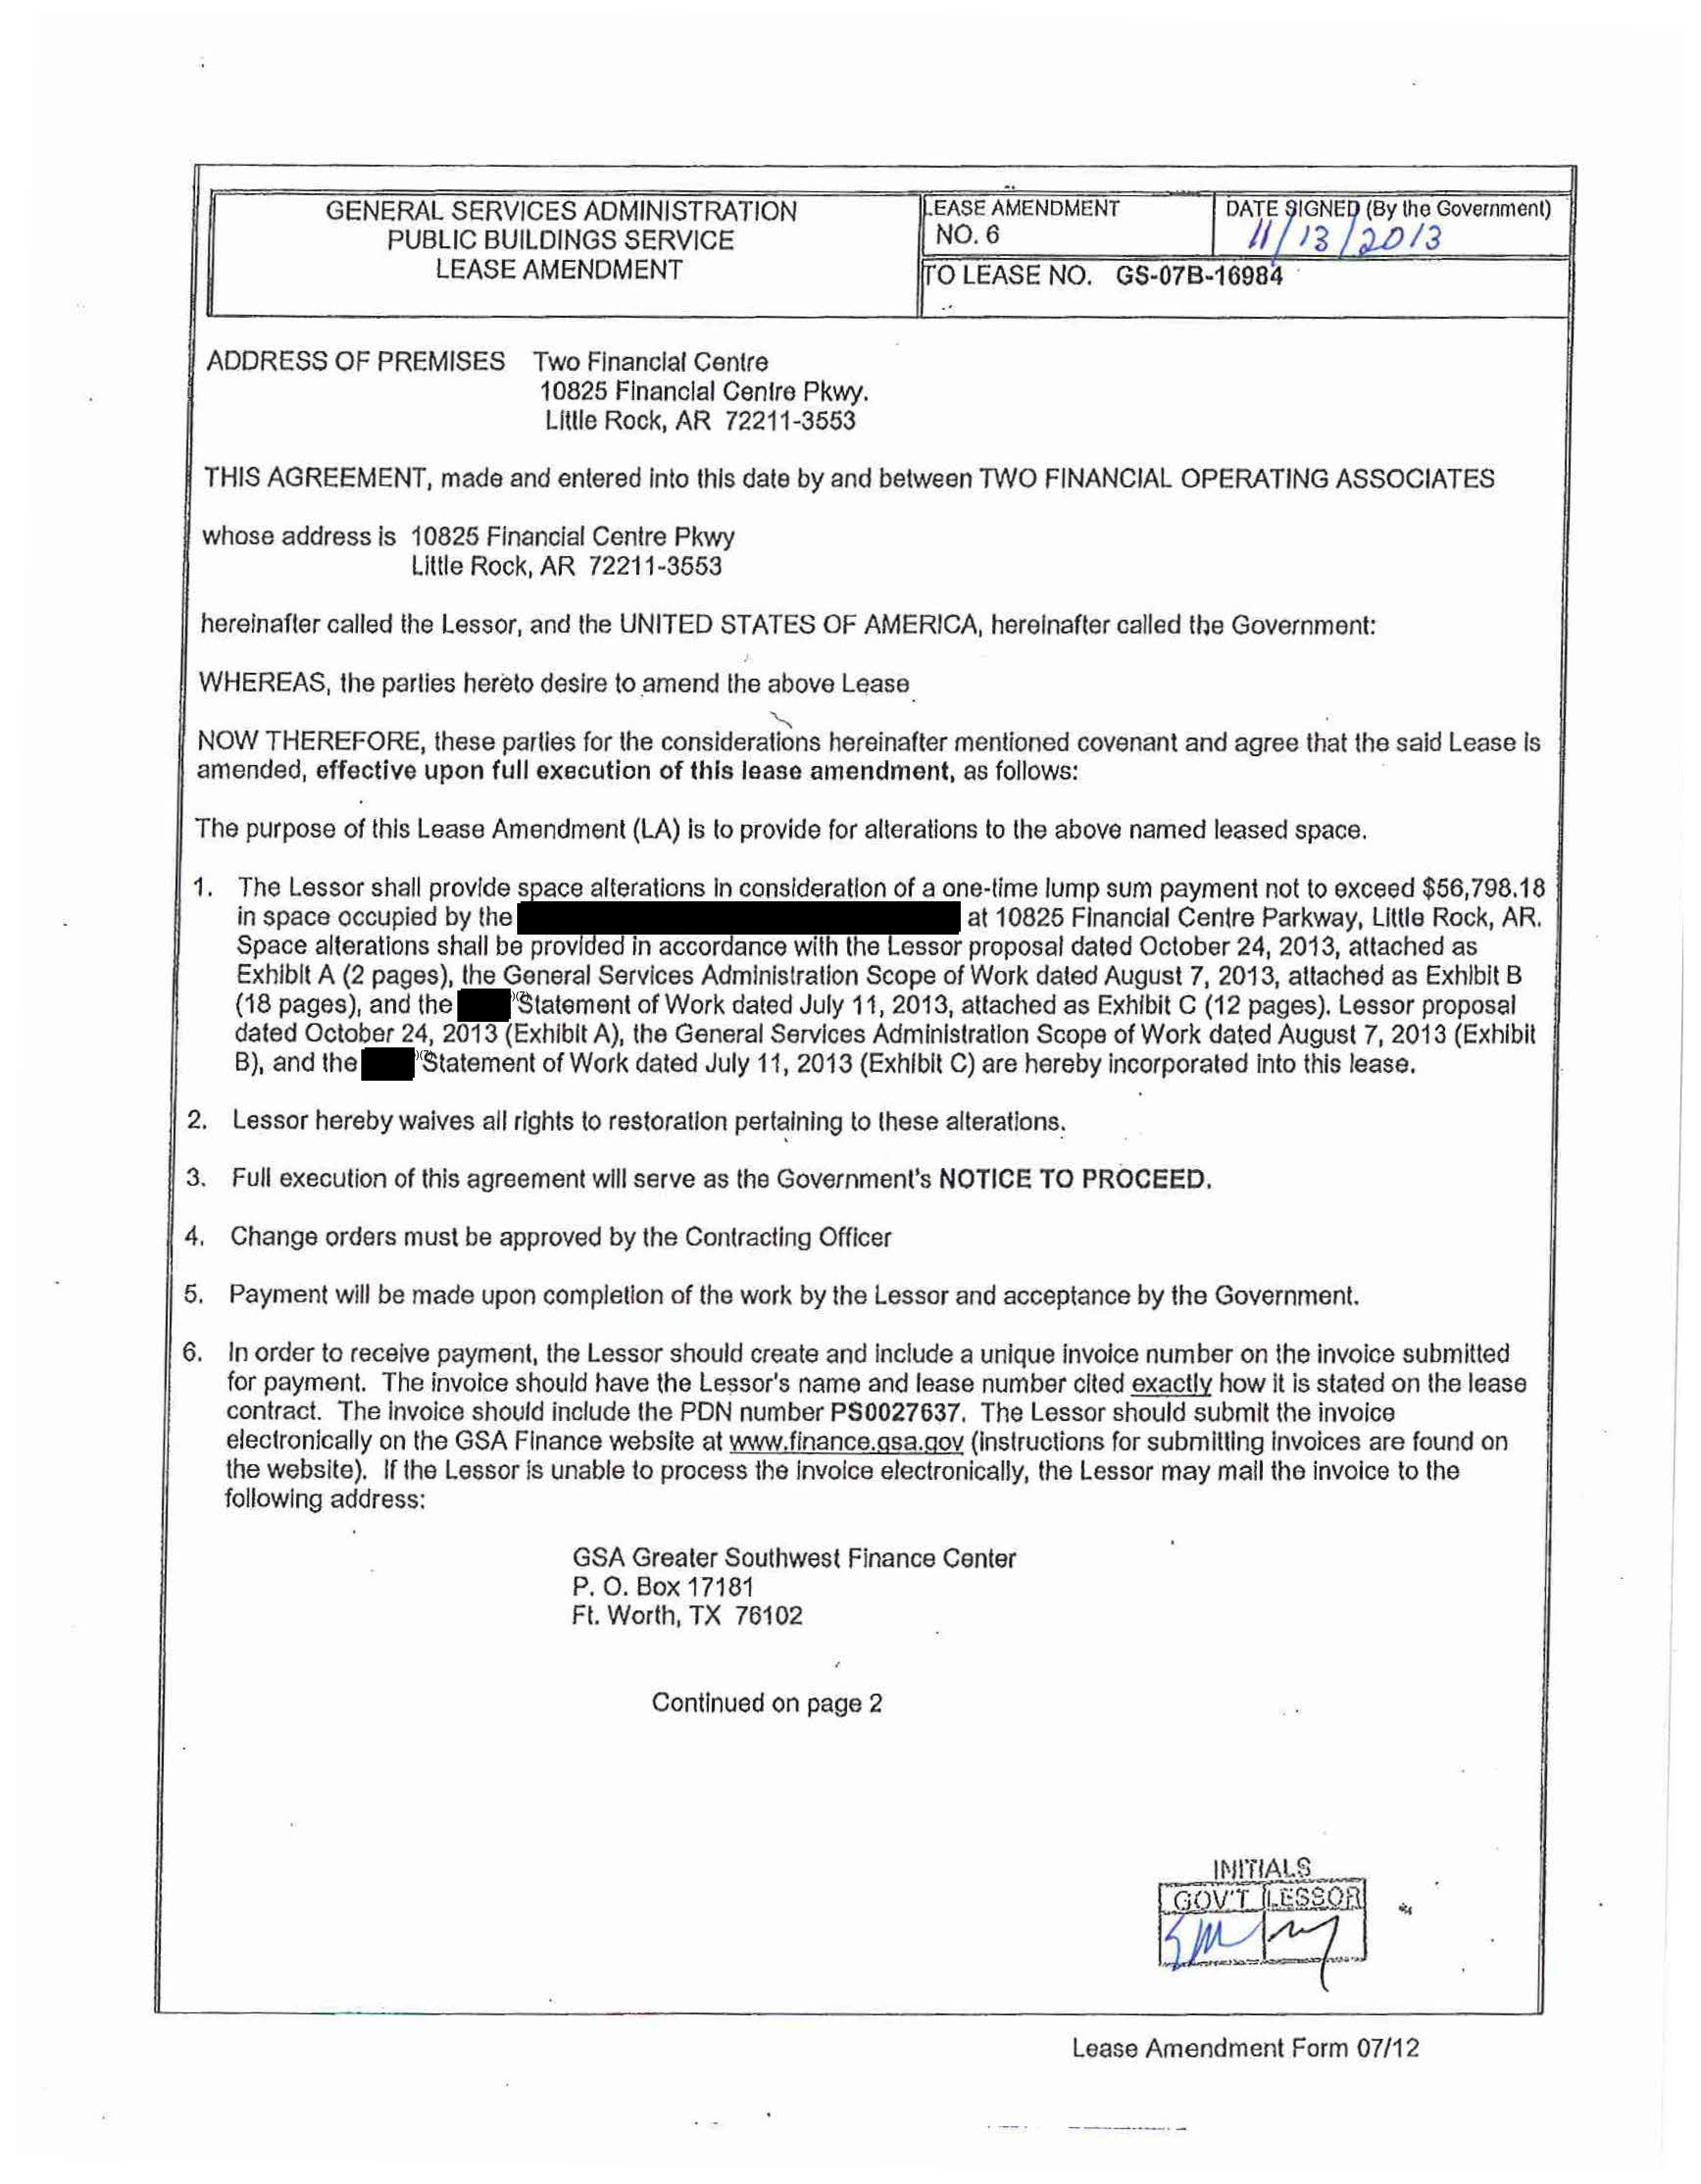 GENERAL SERVICES ADMINISTRATION
PUBLIC BUILDINGS SERVICE
LEASE AMENDMENT
LEASE AMENDMENT
NO. 6
DATE SIGNED (By the Government)
11/13/2013
TO LEASE NO. GS-07B-16984
ADDRESS OF PREMISES Two Financial Centre
10825 Financial Centre Pkwy.
Little Rock, AR 72211-3553
THIS AGREEMENT, made and entered into this date by and between TWO FINANCIAL OPERATING ASSOCIATES
whose address is 10825 Financial Centre Pkwy
Little Rock, AR 72211-3553
hereinafter called the Lessor, and the UNITED STATES OF AMERICA, hereinafter called the Government:
WHEREAS, the parties hereto desire to amend the above Lease
NOW THEREFORE, these parties for the considerations hereinafter mentioned covenant and agree that the said Lease is
amended, effective upon full execution of this lease amendment, as follows:
The purpose of this Lease Amendment (LA) is to provide for alterations to the above named leased space.
1. The Lessor shall provide space alterations in consideration of a one-time lump sum payment not to exceed $56,798.18
in space occupied by the at 10825 Financial Centre Parkway, Little Rock, AR.
Space alterations shall be provided in accordance with the Lessor proposal dated October 24, 2013, attached as
Exhibit A (2 pages), the General Services Administration Scope of Work dated August 7, 2013, attached as Exhibit B
(18 pages), and the Statement of Work dated July 11, 2013, attached as Exhibit C (12 pages). Lessor proposal
dated October 24, 2013 (Exhibit A), the General Services Administration Scope of Work dated August 7, 2013 (Exhibit
B), and the Statement of Work dated July 11, 2013 (Exhibit C) are hereby incorporated into this lease.
2. Lessor hereby waives all rights to restoration pertaining to these alterations.
3. Full execution of this agreement will serve as the Government's NOTICE TO PROCEED.
4. Change orders must be approved by the Contracting Officer
5. Payment will be made upon completion of the work by the Lessor and acceptance by the Government.
6. In order to receive payment, the Lessor should create and include a unique invoice number on the invoice submitted
for payment. The invoice should have the Lessor's name and lease number cited exactly how it is stated on the lease
contract. The invoice should include the PDN number PS0027637. The Lessor should submit the invoice
electronically on the GSA Finance website at www.finance.gsa.gov (instructions for submitting invoices are found on
the website). If the Lessor is unable to process the invoice electronically, the Lessor may mail the invoice to the
following address:
GSA Greater Southwest Finance Center
P. O. Box 17181
Ft. Worth, TX 76102
Continued on page 2
INITIALS
GOV'T LESSOR
SM
Lease Amendment Form 07/12